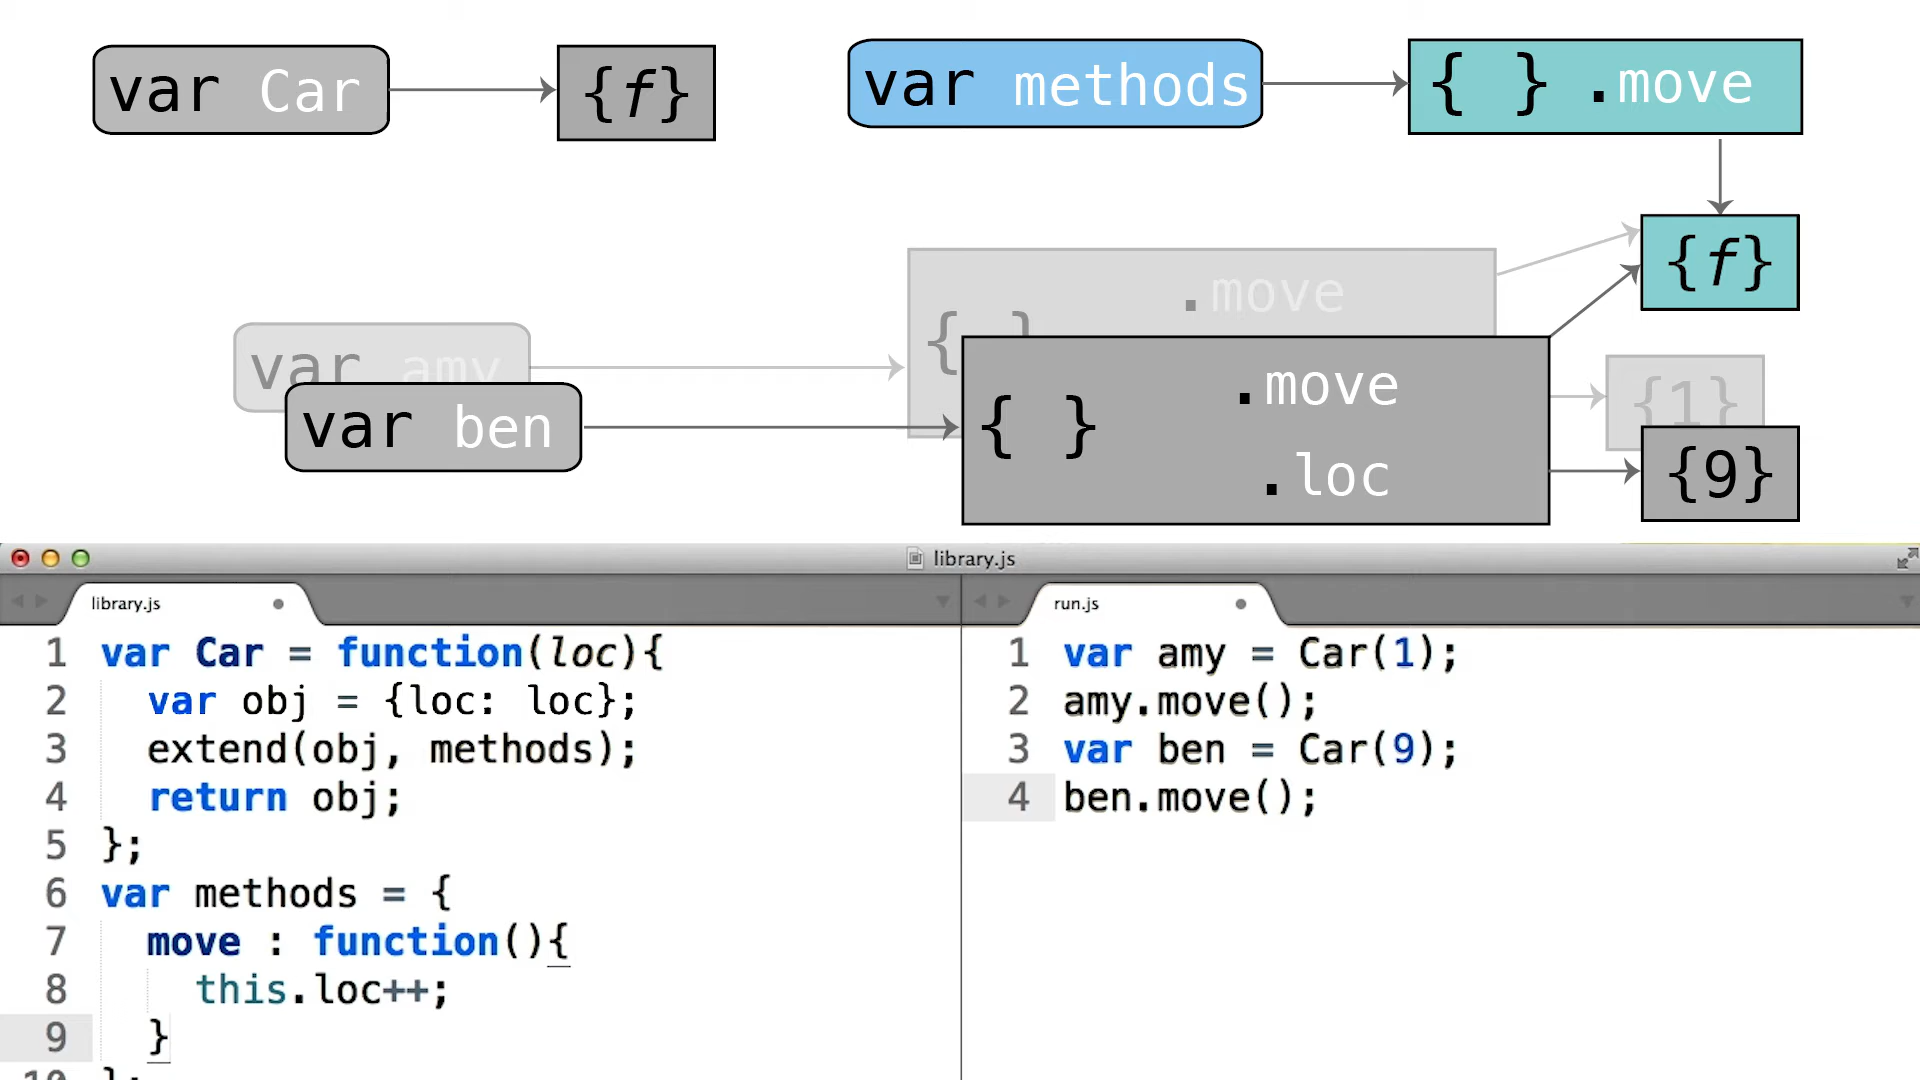 var Car
{f}
var methods
{ } .move
{f}
.move
{ }
var amy
.move
{ }
.loc
var ben
{1}
{9}
library.js
library.js
run.js
1 var Car = function(loc){
2 var obj = {loc: loc};
3 extend(obj, methods);
4 return obj;
5 };
6 var methods = {
7 move : function(){
8 this.loc++;
9 }
10 };
1 var amy = Car(1);
2 amy.move();
3 var ben = Car(9);
4 ben.move();